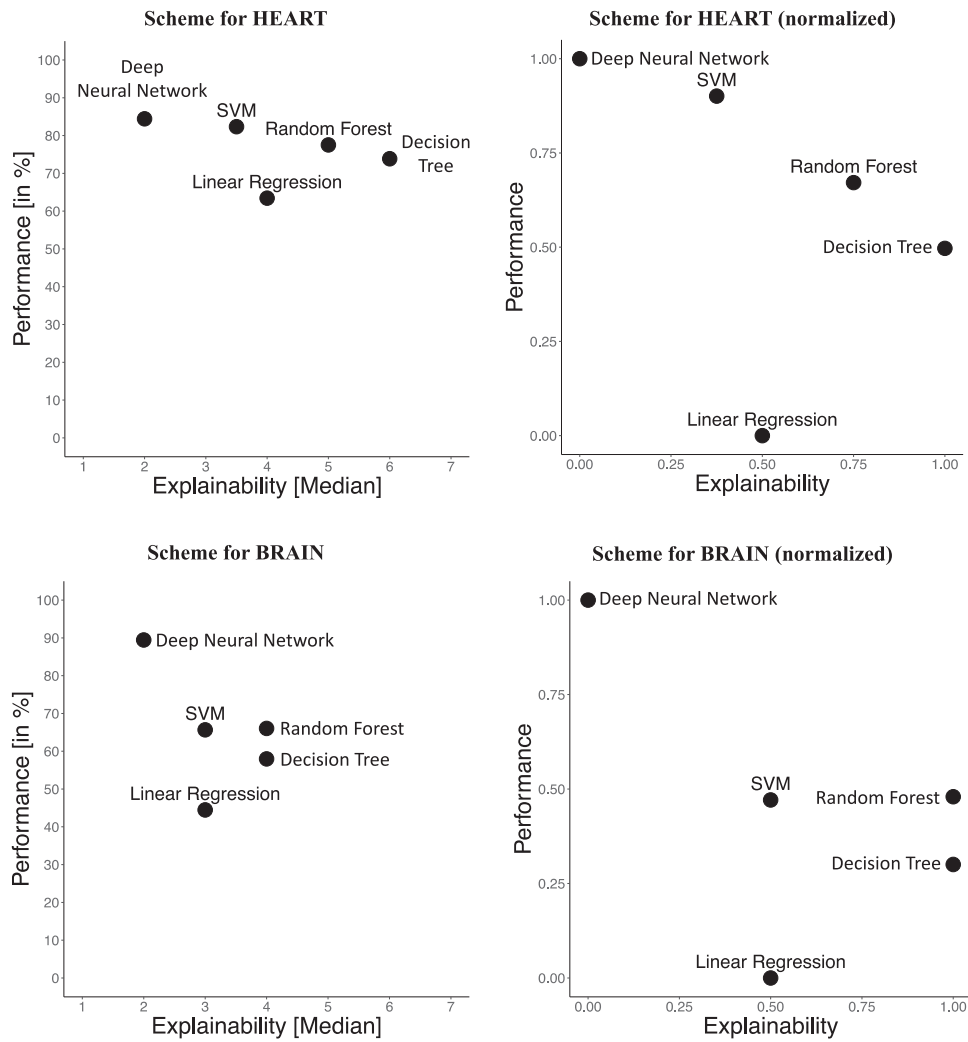 Scheme for HEART
Performance [in %]
100
90
80
70
60
50
40
30
20
10
0
Deep
Neural Network
SVM
Random Forest
Decision
Tree
Linear Regression
1 2 3 4 5 6 7
Explainability [Median]
Scheme for HEART (normalized)
Performance
1.00
0.75
0.50
0.25
0.00
Deep Neural Network
SVM
Random Forest
Decision Tree
Linear Regression
0.00 0.25 0.50 0.75 1.00
Explainability
Scheme for BRAIN
Performance [in %]
100
90
80
70
60
50
40
30
20
10
0
Deep Neural Network
SVM
Random Forest
Decision Tree
Linear Regression
1 2 3 4 5 6 7
Explainability [Median]
Scheme for BRAIN (normalized)
Performance
1.00
0.75
0.50
0.25
0.00
Deep Neural Network
SVM
Random Forest
Decision Tree
Linear Regression
0.00 0.25 0.50 0.75 1.00
Explainability